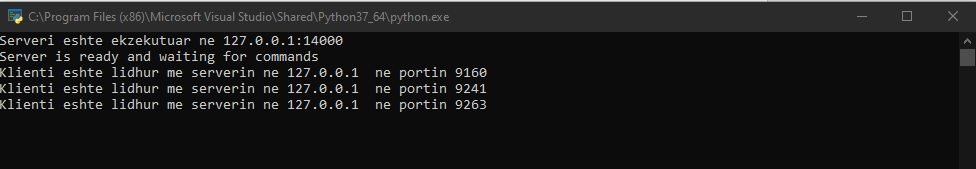 C:\Program Files (x86)\Microsoft Visual Studio\Shared\Python37_64\python.exe
Serveri eshte ekzekutuar ne 127.0.0.1:14000
Server is ready and waiting for commands
Klienti eshte lidhur me serverin ne 127.0.0.1  ne portin 9160
Klienti eshte lidhur me serverin ne 127.0.0.1  ne portin 9241
Klienti eshte lidhur me serverin ne 127.0.0.1  ne portin 9263